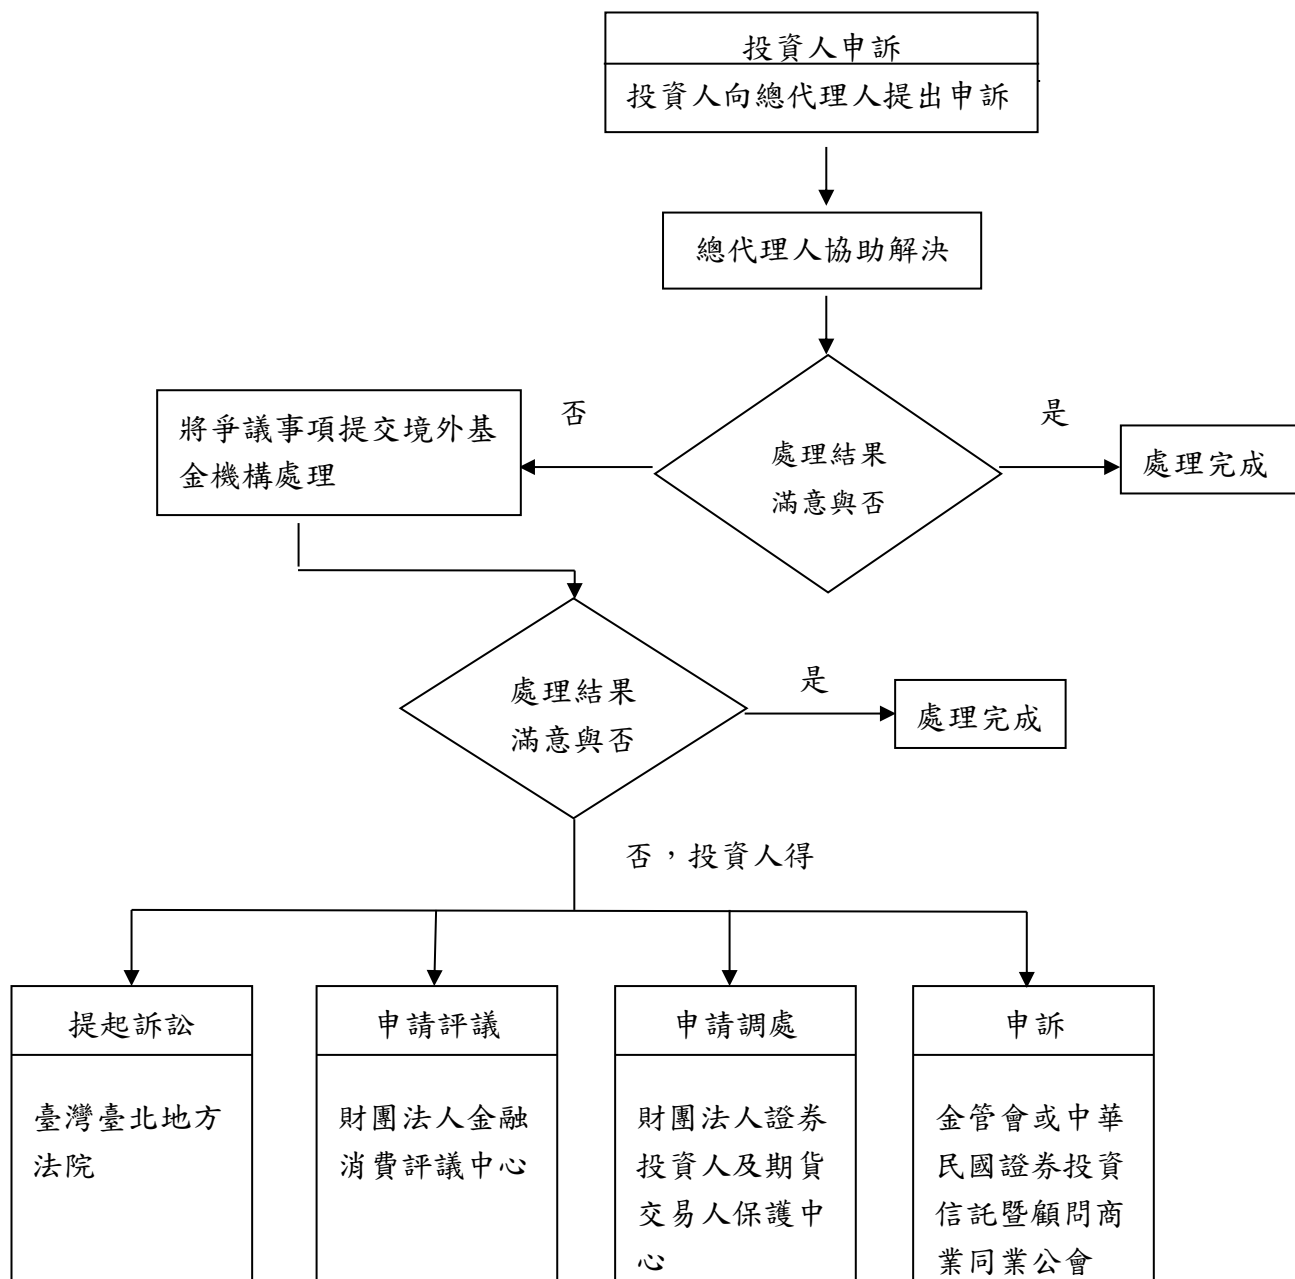 投資人申訴
投資人向總代理人提出申訴
總代理人協助解決
否
是
將爭議事項提交境外基
金機構處理
處理結果
滿意與否
處理完成
處理結果
滿意與否
是
處理完成
否，投資人得
提起訴訟
臺灣臺北地方
法院
申請評議
財團法人金融
消費評議中心
申請調處
財團法人證券
投資人及期貨
交易人保護中
心
申訴
金管會或中華
民國證券投資
信託暨顧問商
業同業公會